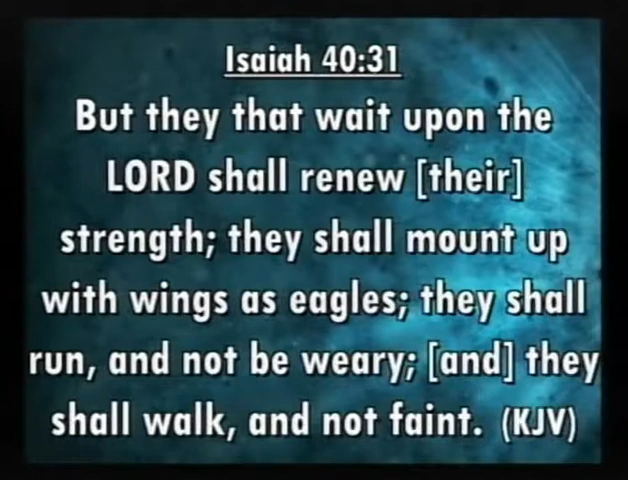 Isaiah 40:31
But they that wait upon the
LORD shall renew [their]
strength; they shall mount up
with wings as eagles; they shall
run, and not be weary; [and] they
shall walk, and not faint. (KJV)